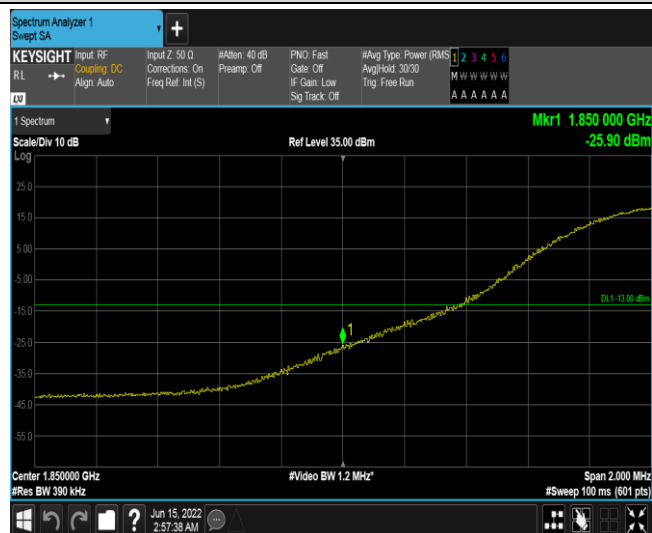 Spectrum Analyzer 1
Swept SA
+
KEYSIGHT Input: RF Input Z: 50 Ω #Atten: 40 dB PNO: Fast #Avg Type: Power (RMS 1 2 3 4 5 6
RL Coupling: DC Corrections: On Preamp: Off Gate: Off Avg|Hold: 30/30 M W W W W W
Align: Auto Freq Ref: Int (S) IF Gain: Low Trig: Free Run
Sig Track: Off A A A A A A
LXI
1 Spectrum
Mkr1 1.850 000 GHz
Scale/Div 10 dB Ref Level 35.00 dBm -25.90 dBm
Log
25.0
15.0
5.00
-5.00
DL1 -13.00 dBm
-15.0
1
-25.0
-35.0
-45.0
-55.0
Center 1.850000 GHz #Video BW 1.2 MHz* Span 2.000 MHz
#Res BW 390 kHz #Sweep 100 ms (601 pts)
? Jun 15, 2022
2:57:38 AM